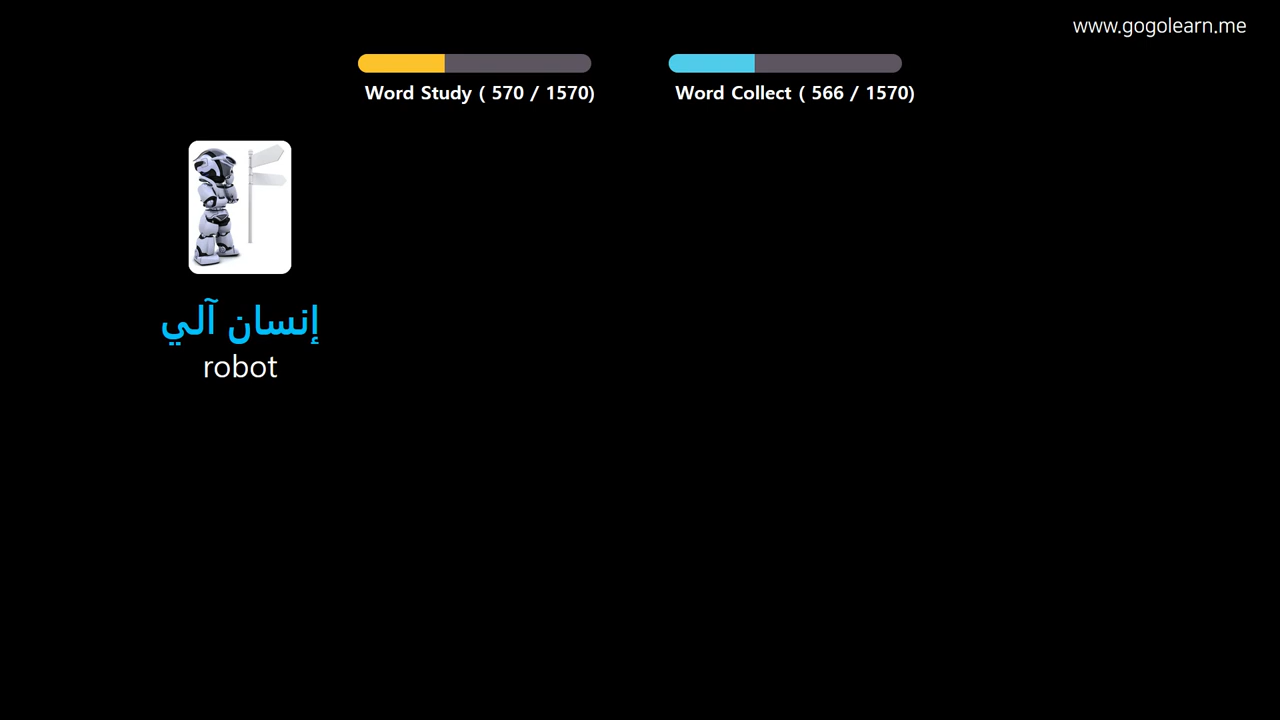 www.gogolearn.me
Word Study ( 570 / 1570)
Word Collect ( 566 / 1570)
إنسان آلي
robot